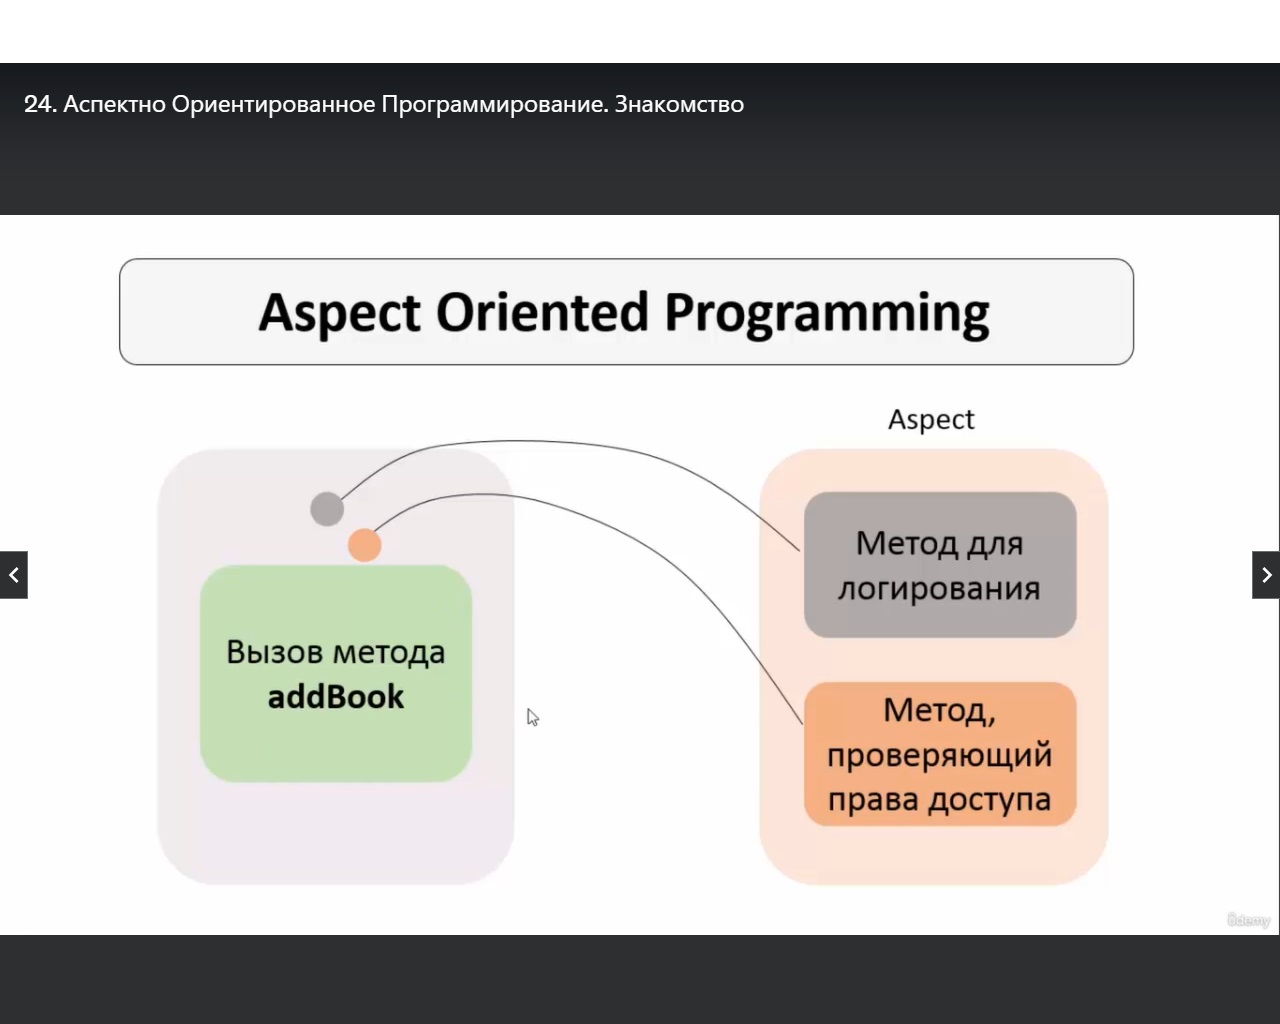 24. Аспектно Ориентированное Программирование. Знакомство
Aspect Oriented Programming
Aspect
Метод для
логирования
Вызов метода
addBook
Метод,
проверяющий
права доступа
ûdemy